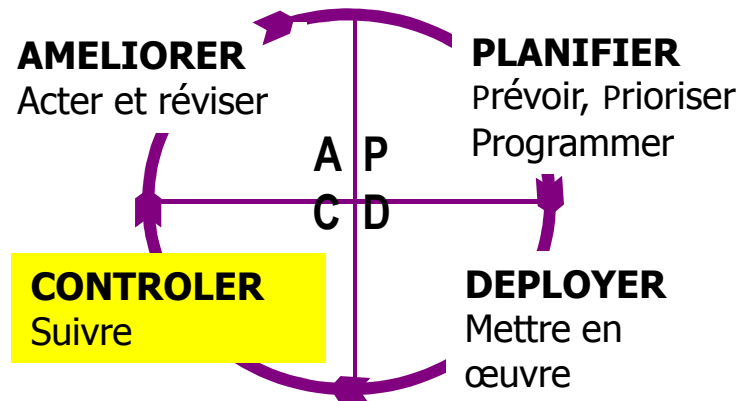 AMELIORER
Acter et réviser
PLANIFIER
Prévoir, Prioriser
Programmer
A P
C D
CONTROLER
Suivre
DEPLOYER
Mettre en
œuvre